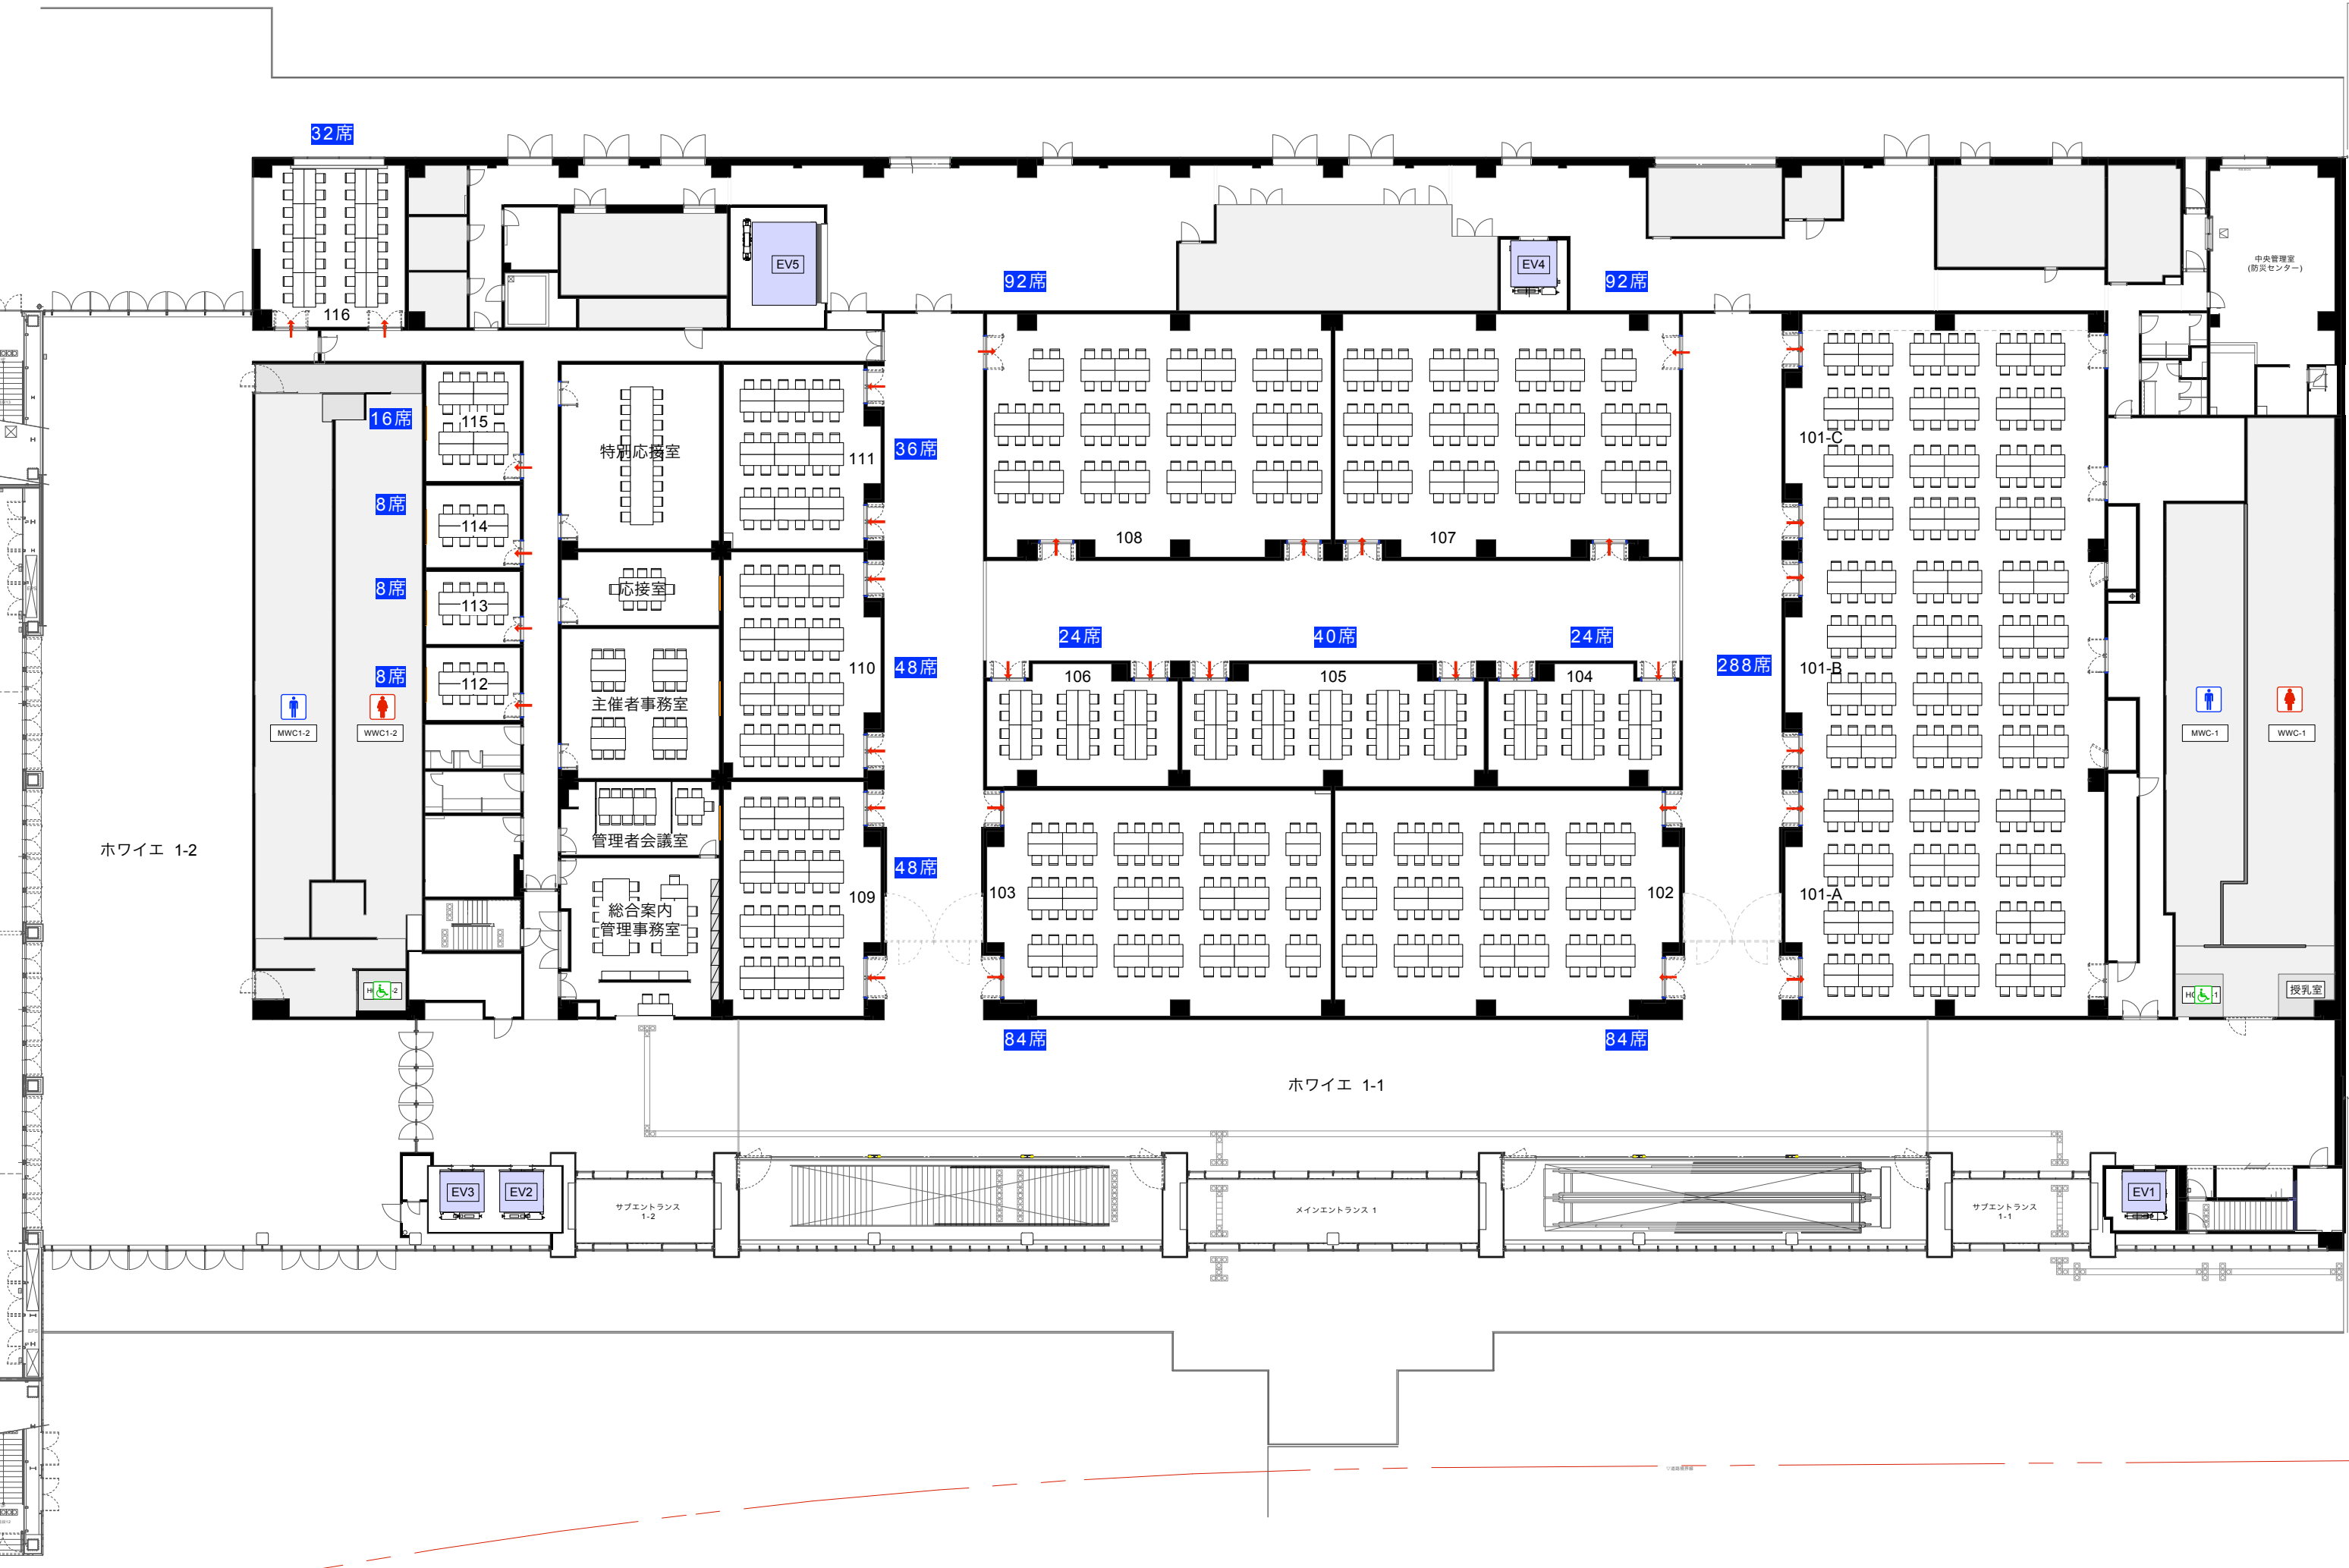 32席
EV5
EV4
92席
92席
中央管理室
(防災センター)
116
16席
115
特別応接室
111
36席
101-C
8席
114
108
107
8席
113
応接室
24席
40席
24席
8席
112
110
48席
106
105
104
288席
101-B
主催者事務室
MWC1-2
WWC1-2
MWC-1
WWC-1
管理者会議室
ホワイエ 1-2
48席
109
103
102
101-A
総合案内
管理事務室
授乳室
84席
84席
ホワイエ 1-1
EV3
EV2
サブエントランス
1-2
メインエントランス 1
サブエントランス
1-1
EV1
EPS